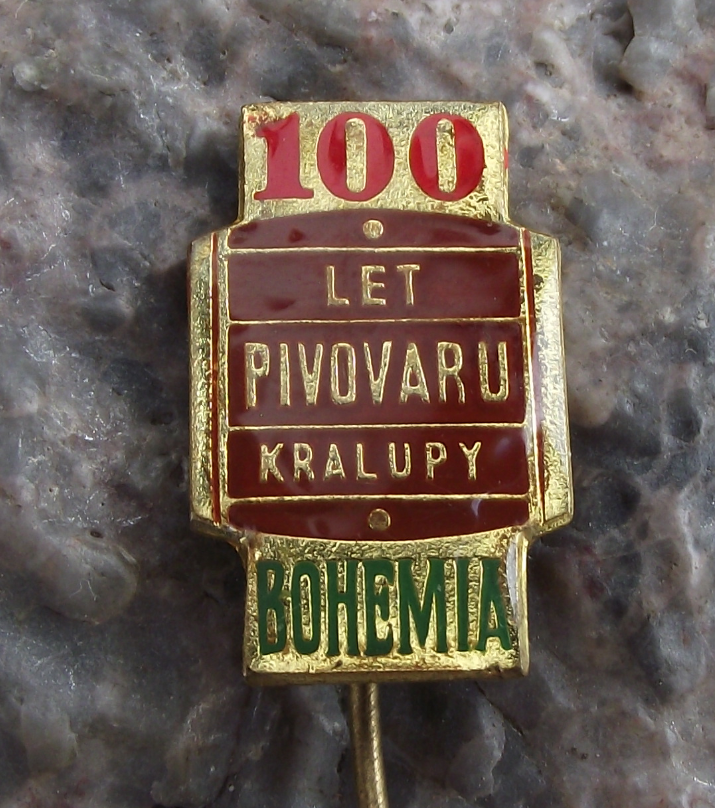 100
LET
PIVOVARU
KRALUPY
BOHEMIA